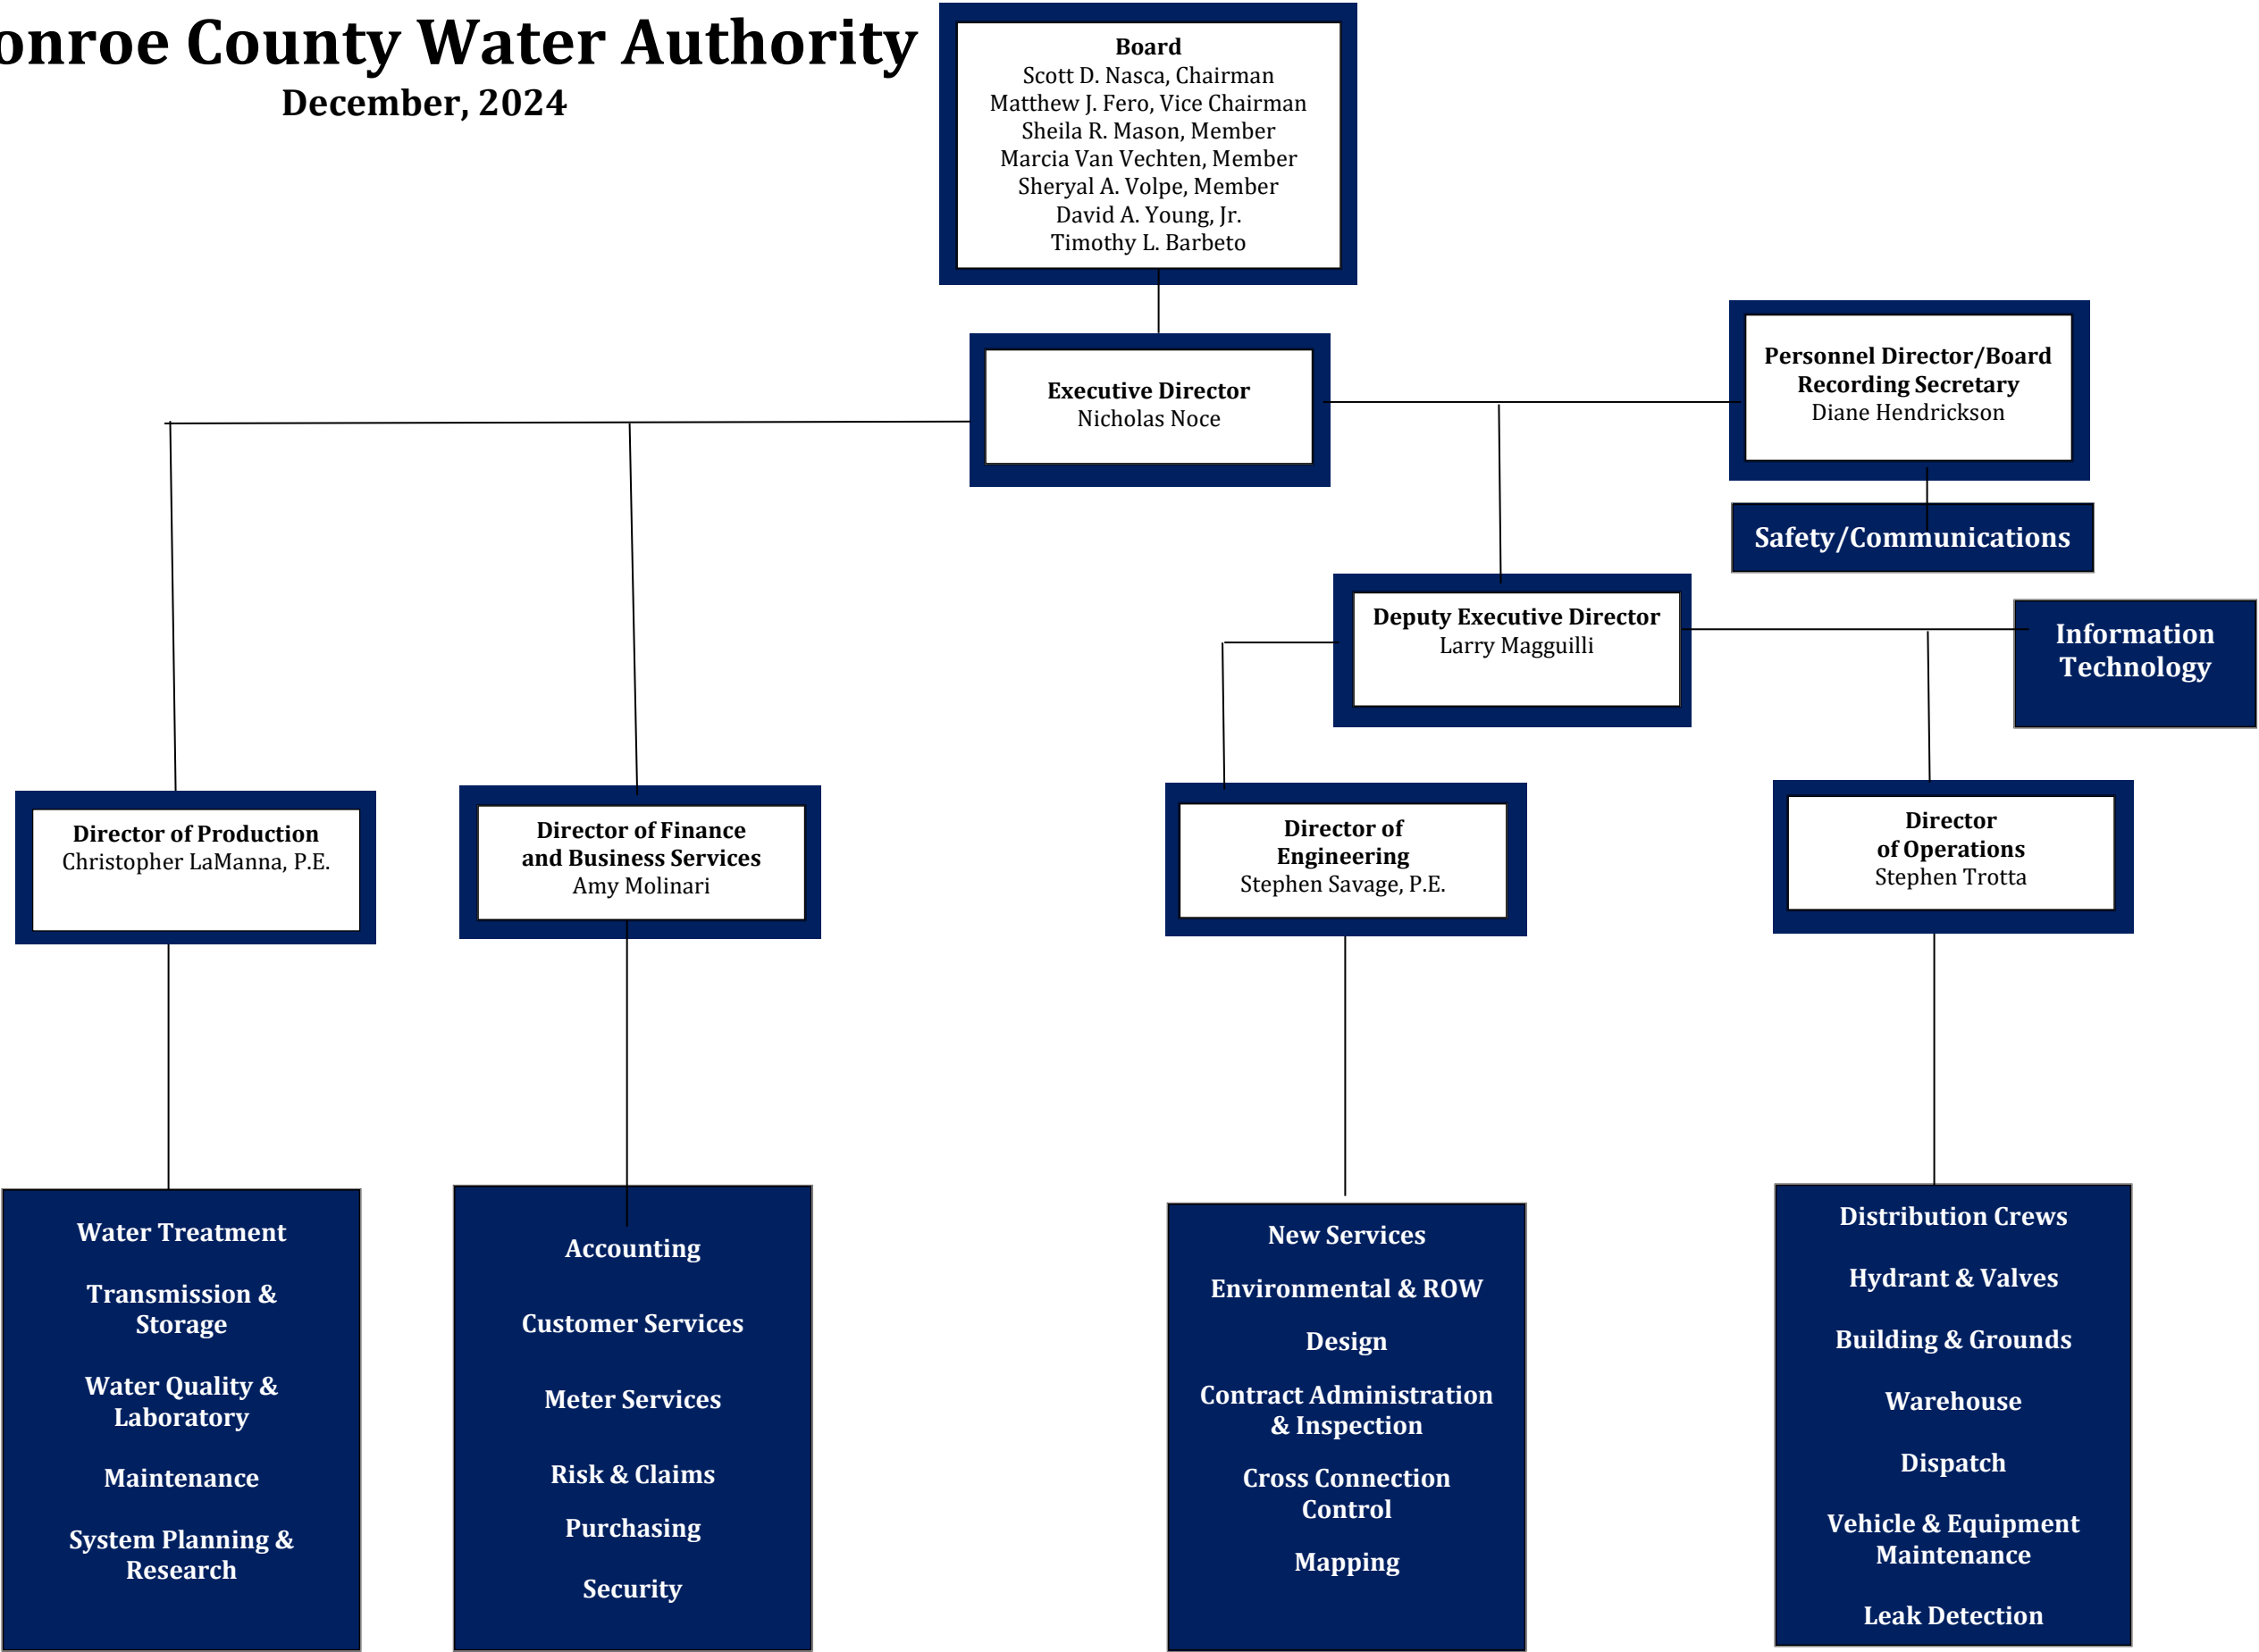 onroe County Water Authority
December, 2024
Board
Scott D. Nasca, Chairman
Matthew J. Fero, Vice Chairman
Sheila R. Mason, Member
Marcia Van Vechten, Member
Sheryal A. Volpe, Member
David A. Young, Jr.
Timothy L. Barbeto
Executive Director
Nicholas Noce
Personnel Director/Board
Recording Secretary
Diane Hendrickson
Safety/Communications
Deputy Executive Director
Larry Magguilli
Information
Technology
Director of Production
Christopher LaManna, P.E.
Director of Finance
and Business Services
Amy Molinari
Director of
Engineering
Stephen Savage, P.E.
Director
of Operations
Stephen Trotta
Water Treatment
Transmission &
Storage
Water Quality &
Laboratory
Maintenance
System Planning &
Research
Accounting
Customer Services
Meter Services
Risk & Claims
Purchasing
Security
New Services
Environmental & ROW
Design
Contract Administration
& Inspection
Cross Connection
Control
Mapping
Distribution Crews
Hydrant & Valves
Building & Grounds
Warehouse
Dispatch
Vehicle & Equipment
Maintenance
Leak Detection